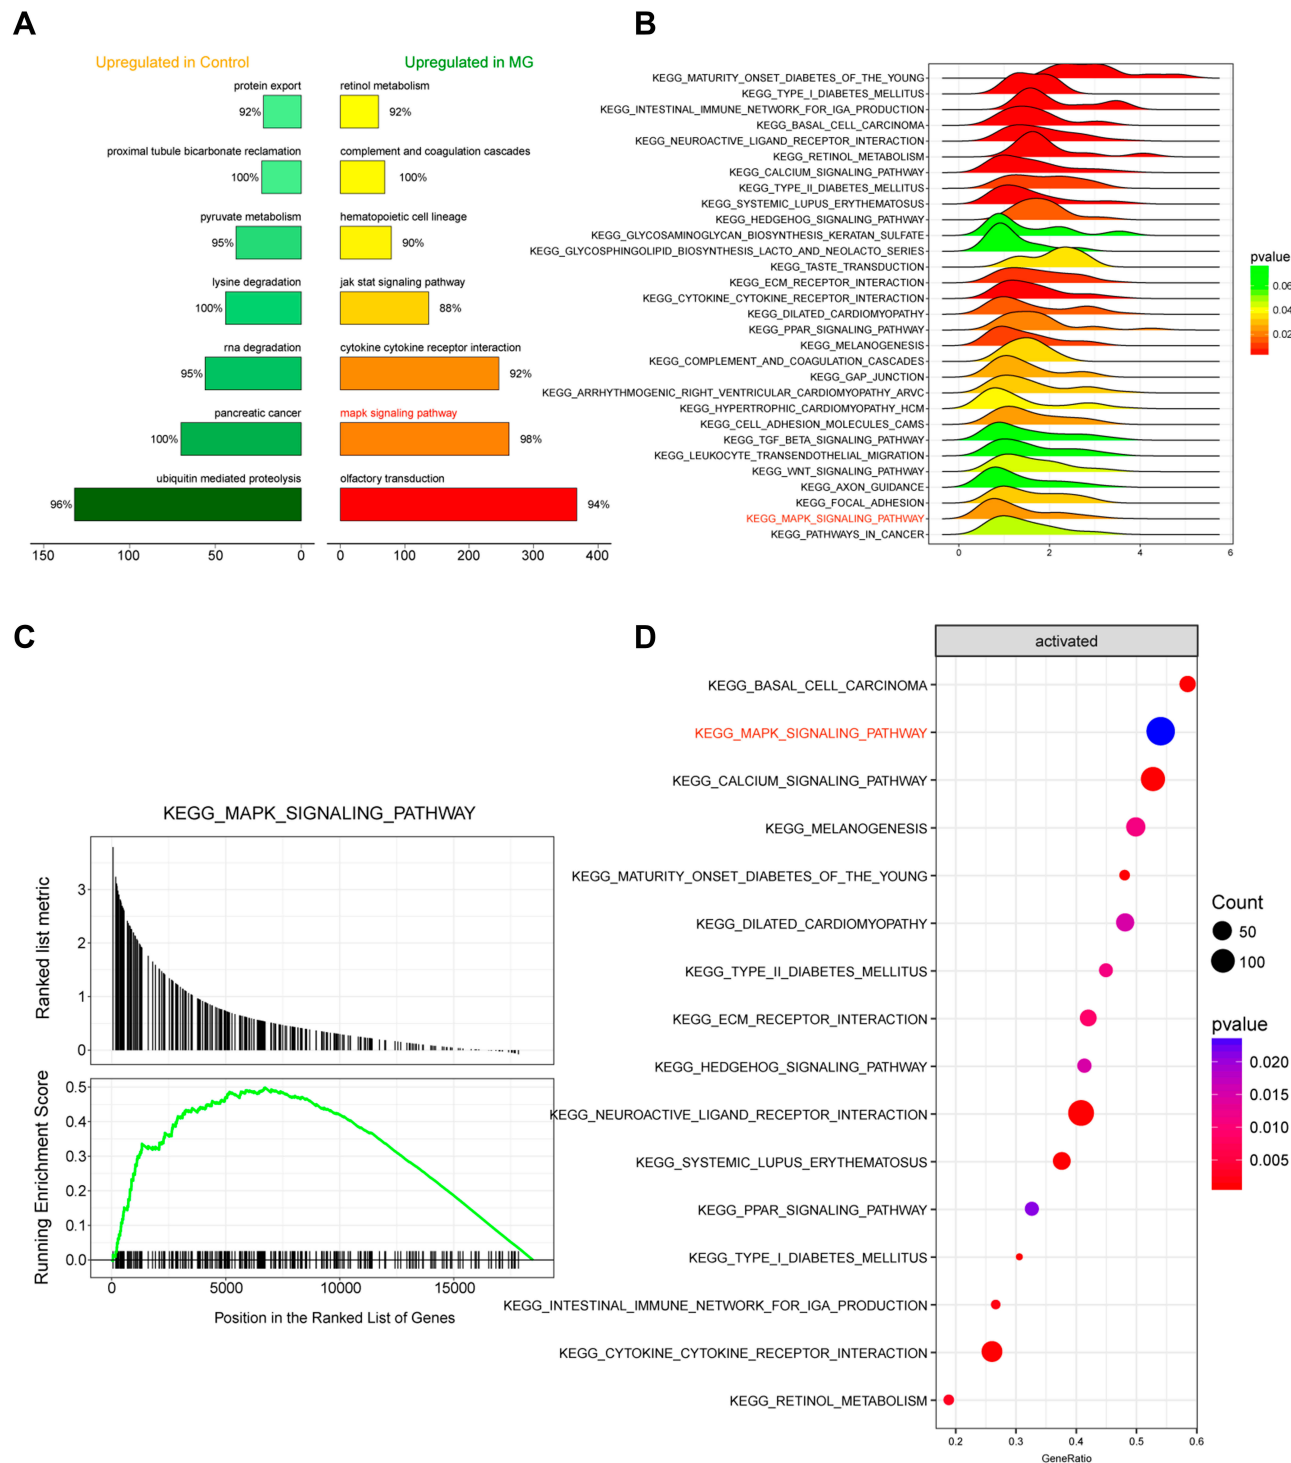 A
Upregulated in Control
Upregulated in MG
protein export
retinol metabolism
92%
92%
proximal tubule bicarbonate reclamation
complement and coagulation cascades
100%
100%
pyruvate metabolism
hematopoietic cell lineage
95%
90%
lysine degradation
jak stat signaling pathway
100%
88%
rna degradation
cytokine cytokine receptor interaction
95%
92%
pancreatic cancer
mapk signaling pathway
100%
98%
ubiquitin mediated proteolysis
olfactory transduction
96%
94%
150 100 50 0
0 100 200 300 400
B
KEGG_MATURITY_ONSET_DIABETES_OF_THE_YOUNG
KEGG_TYPE_I_DIABETES_MELLITUS
KEGG_INTESTINAL_IMMUNE_NETWORK_FOR_IGA_PRODUCTION
KEGG_BASAL_CELL_CARCINOMA
KEGG_NEUROACTIVE_LIGAND_RECEPTOR_INTERACTION
KEGG_RETINOL_METABOLISM
KEGG_CALCIUM_SIGNALING_PATHWAY
KEGG_TYPE_II_DIABETES_MELLITUS
KEGG_SYSTEMIC_LUPUS_ERYTHEMATOSUS
KEGG_HEDGEHOG_SIGNALING_PATHWAY
KEGG_GLYCOSAMINOGLYCAN_BIOSYNTHESIS_KERATAN_SULFATE
KEGG_GLYCOSPHINGOLIPID_BIOSYNTHESIS_LACTO_AND_NEOLACTO_SERIES
KEGG_TASTE_TRANSDUCTION
KEGG_ECM_RECEPTOR_INTERACTION
KEGG_CYTOKINE_CYTOKINE_RECEPTOR_INTERACTION
KEGG_DILATED_CARDIOMYOPATHY
KEGG_PPAR_SIGNALING_PATHWAY
KEGG_MELANOGENESIS
KEGG_COMPLEMENT_AND_COAGULATION_CASCADES
KEGG_GAP_JUNCTION
KEGG_ARRHYTHMOGENIC_RIGHT_VENTRICULAR_CARDIOMYOPATHY_ARVC
KEGG_HYPERTROPHIC_CARDIOMYOPATHY_HCM
KEGG_CELL_ADHESION_MOLECULES_CAMS
KEGG_TGF_BETA_SIGNALING_PATHWAY
KEGG_LEUKOCYTE_TRANSENDOTHELIAL_MIGRATION
KEGG_WNT_SIGNALING_PATHWAY
KEGG_AXON_GUIDANCE
KEGG_FOCAL_ADHESION
KEGG_MAPK_SIGNALING_PATHWAY
KEGG_PATHWAYS_IN_CANCER
0 2 4 6
pvalue
0.06
0.04
0.02
C
KEGG_MAPK_SIGNALING_PATHWAY
Ranked list metric
3
2
1
0
Running Enrichment Score
0.5
0.4
0.3
0.2
0.1
0.0
0 5000 10000 15000
Position in the Ranked List of Genes
D
activated
KEGG_BASAL_CELL_CARCINOMA
KEGG_MAPK_SIGNALING_PATHWAY
KEGG_CALCIUM_SIGNALING_PATHWAY
KEGG_MELANOGENESIS
KEGG_MATURITY_ONSET_DIABETES_OF_THE_YOUNG
KEGG_DILATED_CARDIOMYOPATHY
KEGG_TYPE_II_DIABETES_MELLITUS
KEGG_ECM_RECEPTOR_INTERACTION
KEGG_HEDGEHOG_SIGNALING_PATHWAY
KEGG_NEUROACTIVE_LIGAND_RECEPTOR_INTERACTION
KEGG_SYSTEMIC_LUPUS_ERYTHEMATOSUS
KEGG_PPAR_SIGNALING_PATHWAY
KEGG_TYPE_I_DIABETES_MELLITUS
KEGG_INTESTINAL_IMMUNE_NETWORK_FOR_IGA_PRODUCTION
KEGG_CYTOKINE_CYTOKINE_RECEPTOR_INTERACTION
KEGG_RETINOL_METABOLISM
0.2 0.3 0.4 0.5 0.6
GeneRatio
Count
50
100
pvalue
0.020
0.015
0.010
0.005